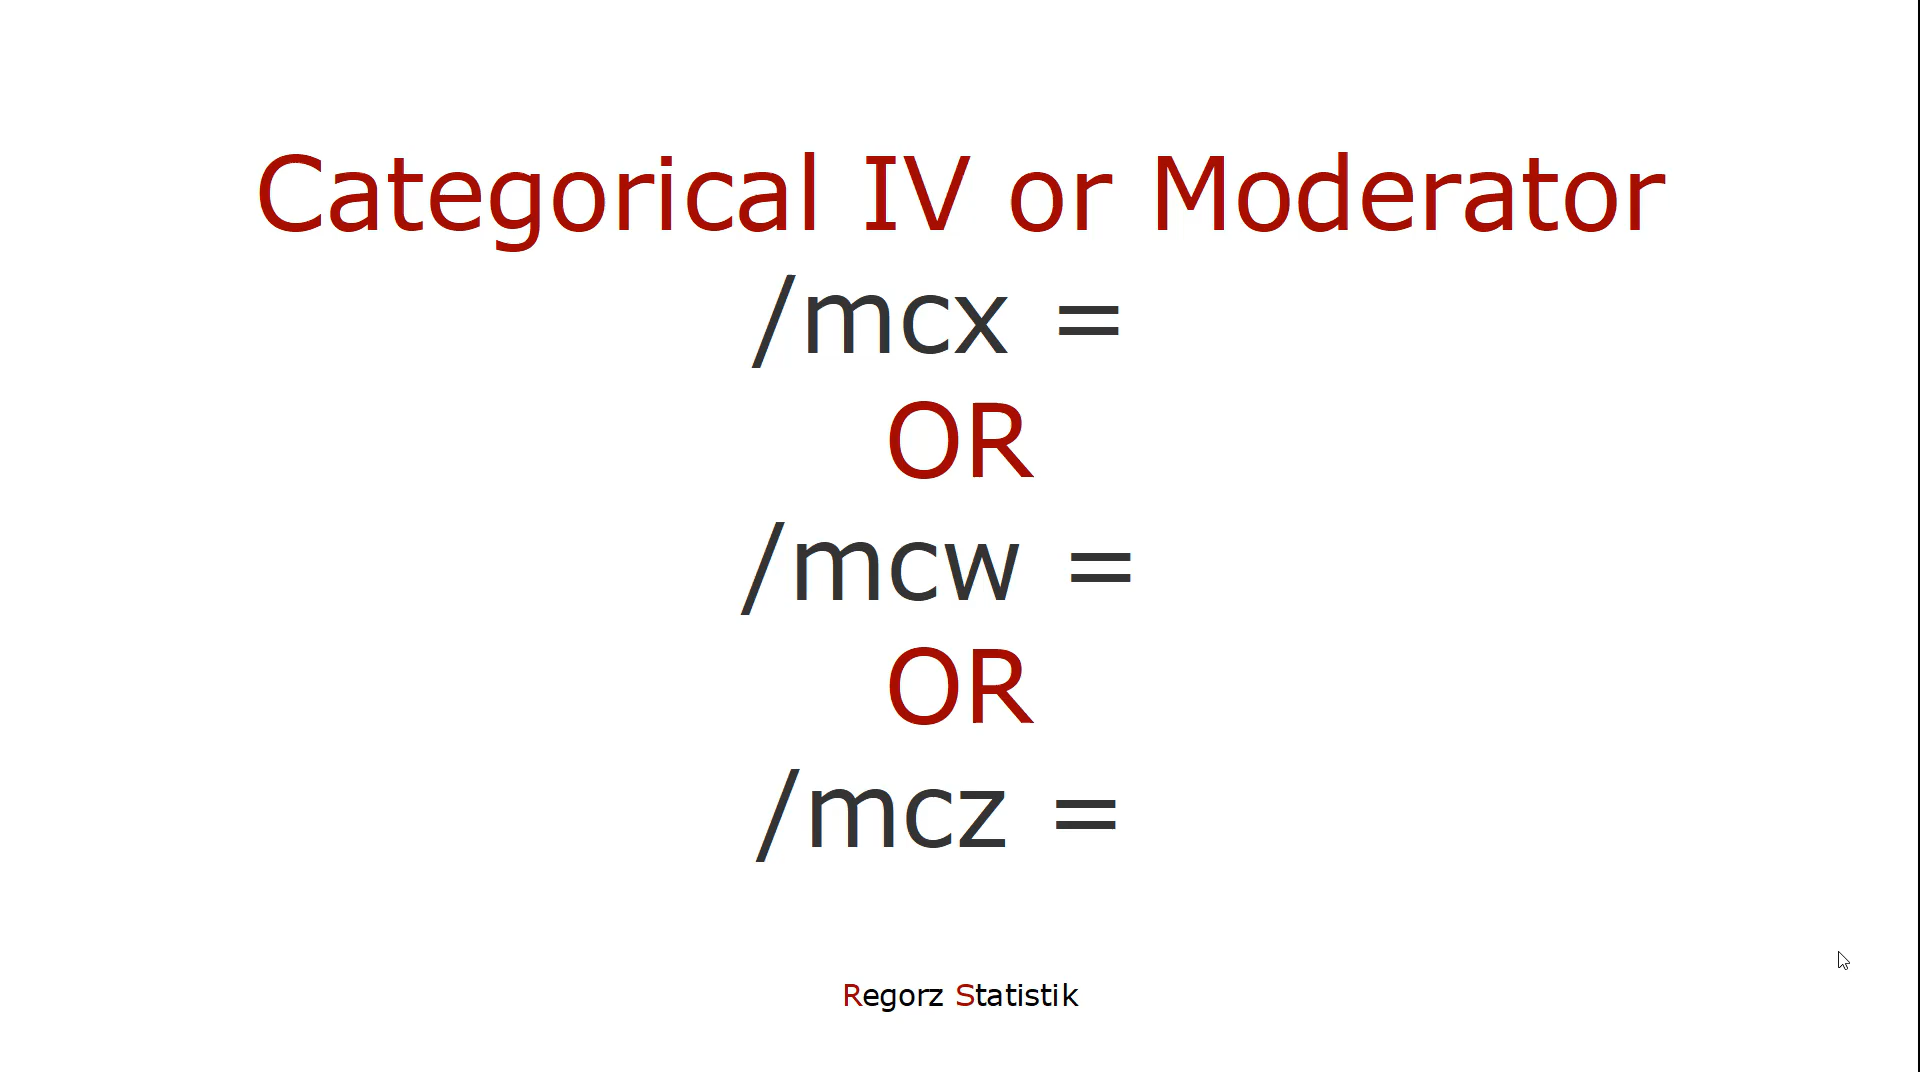 Categorical IV or Moderator
/mcx =
OR
/mcw =
OR
/mcz =
Regorz Statistik